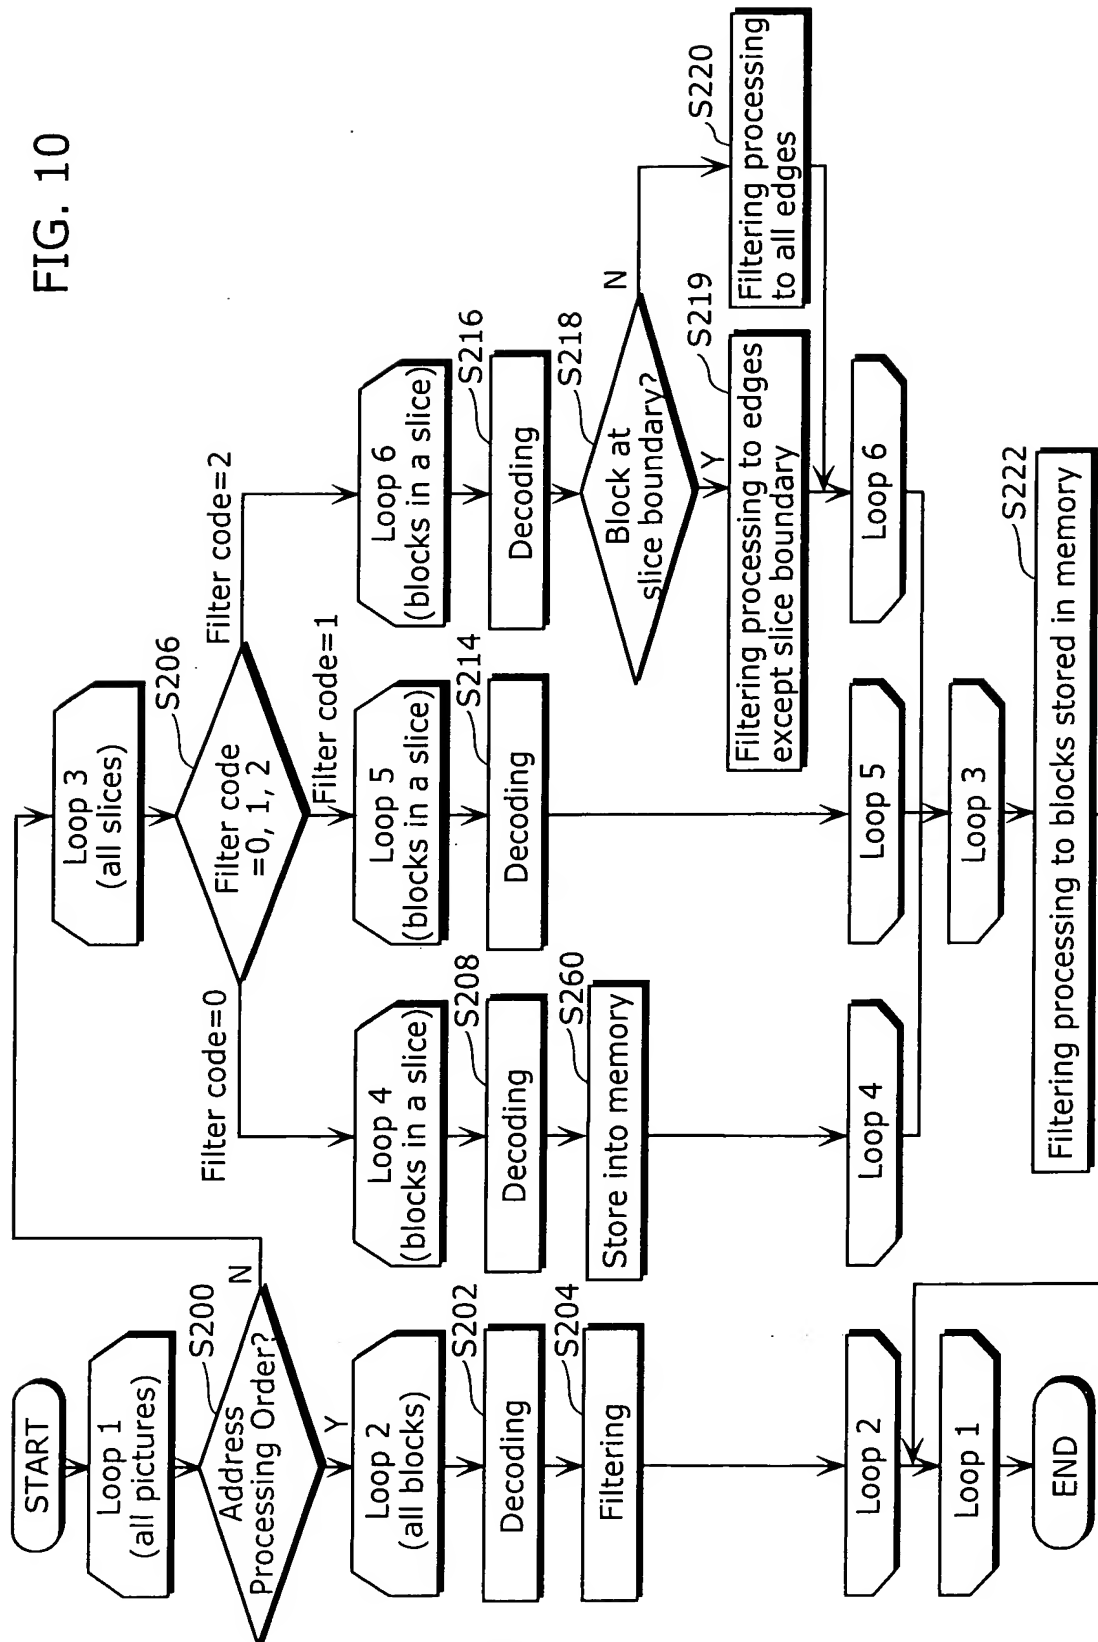 FIG. 10
START
Loop 1
(all pictures)
S200
Address
Processing Order?
N
Y
Loop 2
(all blocks)
S202
Decoding
S204
Filtering
Loop 2
Loop 1
END
Loop 3
(all slices)
S206
Filter code
=0, 1, 2
Filter code=0
Filter code=1
Filter code=2
Loop 4
(blocks in a slice)
S208
Decoding
S260
Store into memory
Loop 4
Loop 5
(blocks in a slice)
S214
Decoding
Loop 5
Loop 6
(blocks in a slice)
S216
Decoding
S218
Block at
slice boundary?
N
Y
S219
Filtering processing to edges
except slice boundary
S220
Filtering processing
to all edges
Loop 6
Loop 3
S222
Filtering processing to blocks stored in memory